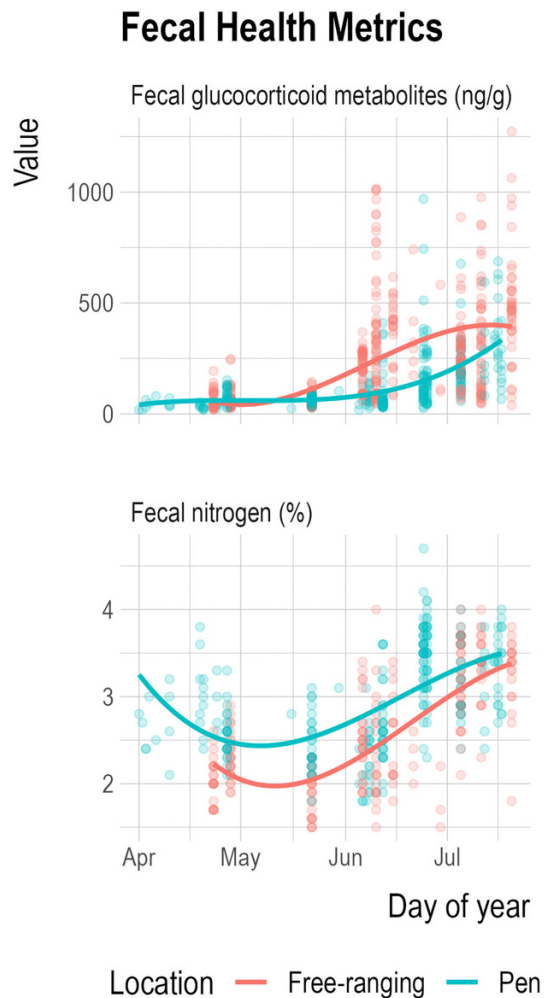 Fecal Health Metrics
Fecal glucocorticoid metabolites (ng/g)
Value
1000
500
0
Fecal nitrogen (%)
4
3
2
Apr May Jun Jul
Day of year
Location Free-ranging Pen